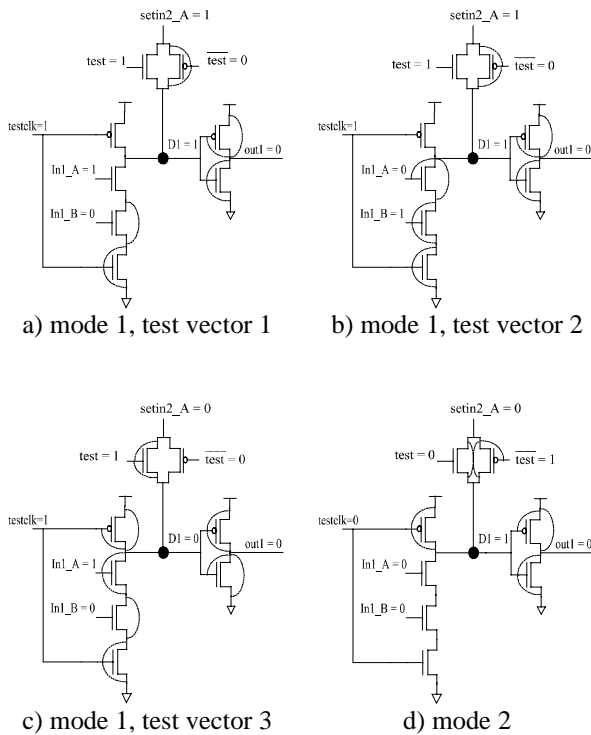 setin2_A = 1
test = 1
test = 0
testclk=1
D1 = 1
out1 = 0
In1_A = 1
In1_B = 0
a) mode 1, test vector 1
setin2_A = 1
test = 1
test = 0
testclk=1
D1 = 1
out1 = 0
In1_A = 0
In1_B = 1
b) mode 1, test vector 2
setin2_A = 0
test = 1
test = 0
testclk=1
D1 = 0
out1 = 0
In1_A = 1
In1_B = 0
c) mode 1, test vector 3
setin2_A = 0
test = 0
test = 1
testclk=0
D1 = 1
out1 = 0
In1_A = 0
In1_B = 0
d) mode 2